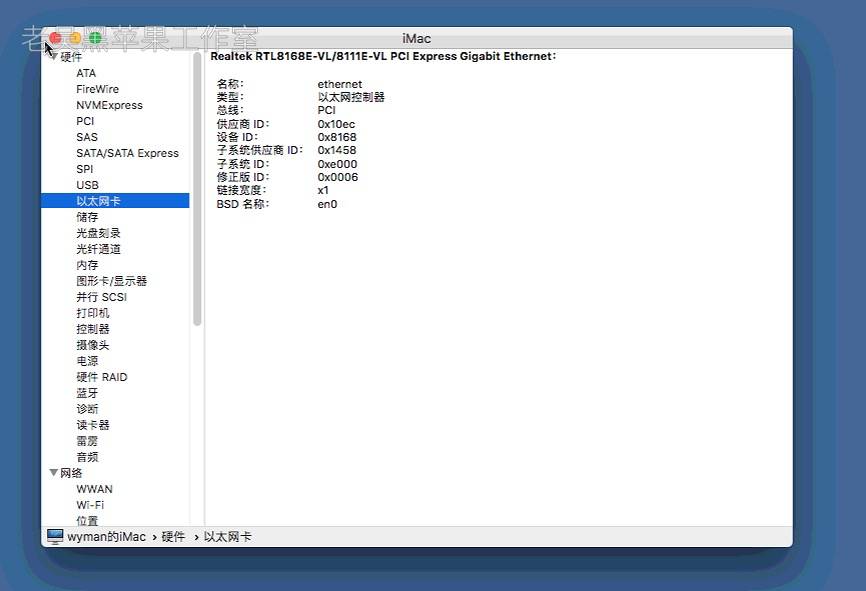 老吴黑苹果工作室
iMac
硬件
ATA
FireWire
NVMExpress
PCI
SAS
SATA/SATA Express
SPI
USB
以太网卡
储存
光盘刻录
光纤通道
内存
图形卡/显示器
并行 SCSI
打印机
控制器
摄像头
电源
硬件 RAID
蓝牙
诊断
读卡器
雷雳
音频
网络
WWAN
Wi-Fi
位置
Realtek RTL8168E-VL/8111E-VL PCI Express Gigabit Ethernet:
名称: ethernet
类型: 以太网控制器
总线: PCI
供应商 ID: 0x10ec
设备 ID: 0x8168
子系统供应商 ID: 0x1458
子系统 ID: 0xe000
修正版 ID: 0x0006
链接宽度: x1
BSD 名称: en0
wyman的iMac › 硬件 › 以太网卡